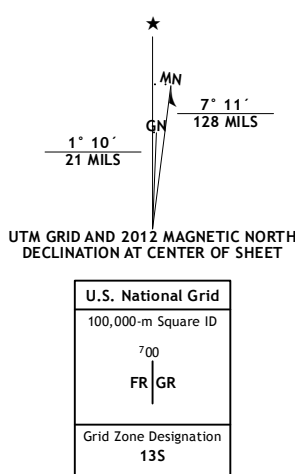 ★
MN
GN
7° 11´
128 MILS
1° 10´
21 MILS
UTM GRID AND 2012 MAGNETIC NORTH
DECLINATION AT CENTER OF SHEET
U.S. National Grid
100,000-m Square ID
⁷00
FR GR
Grid Zone Designation
13S